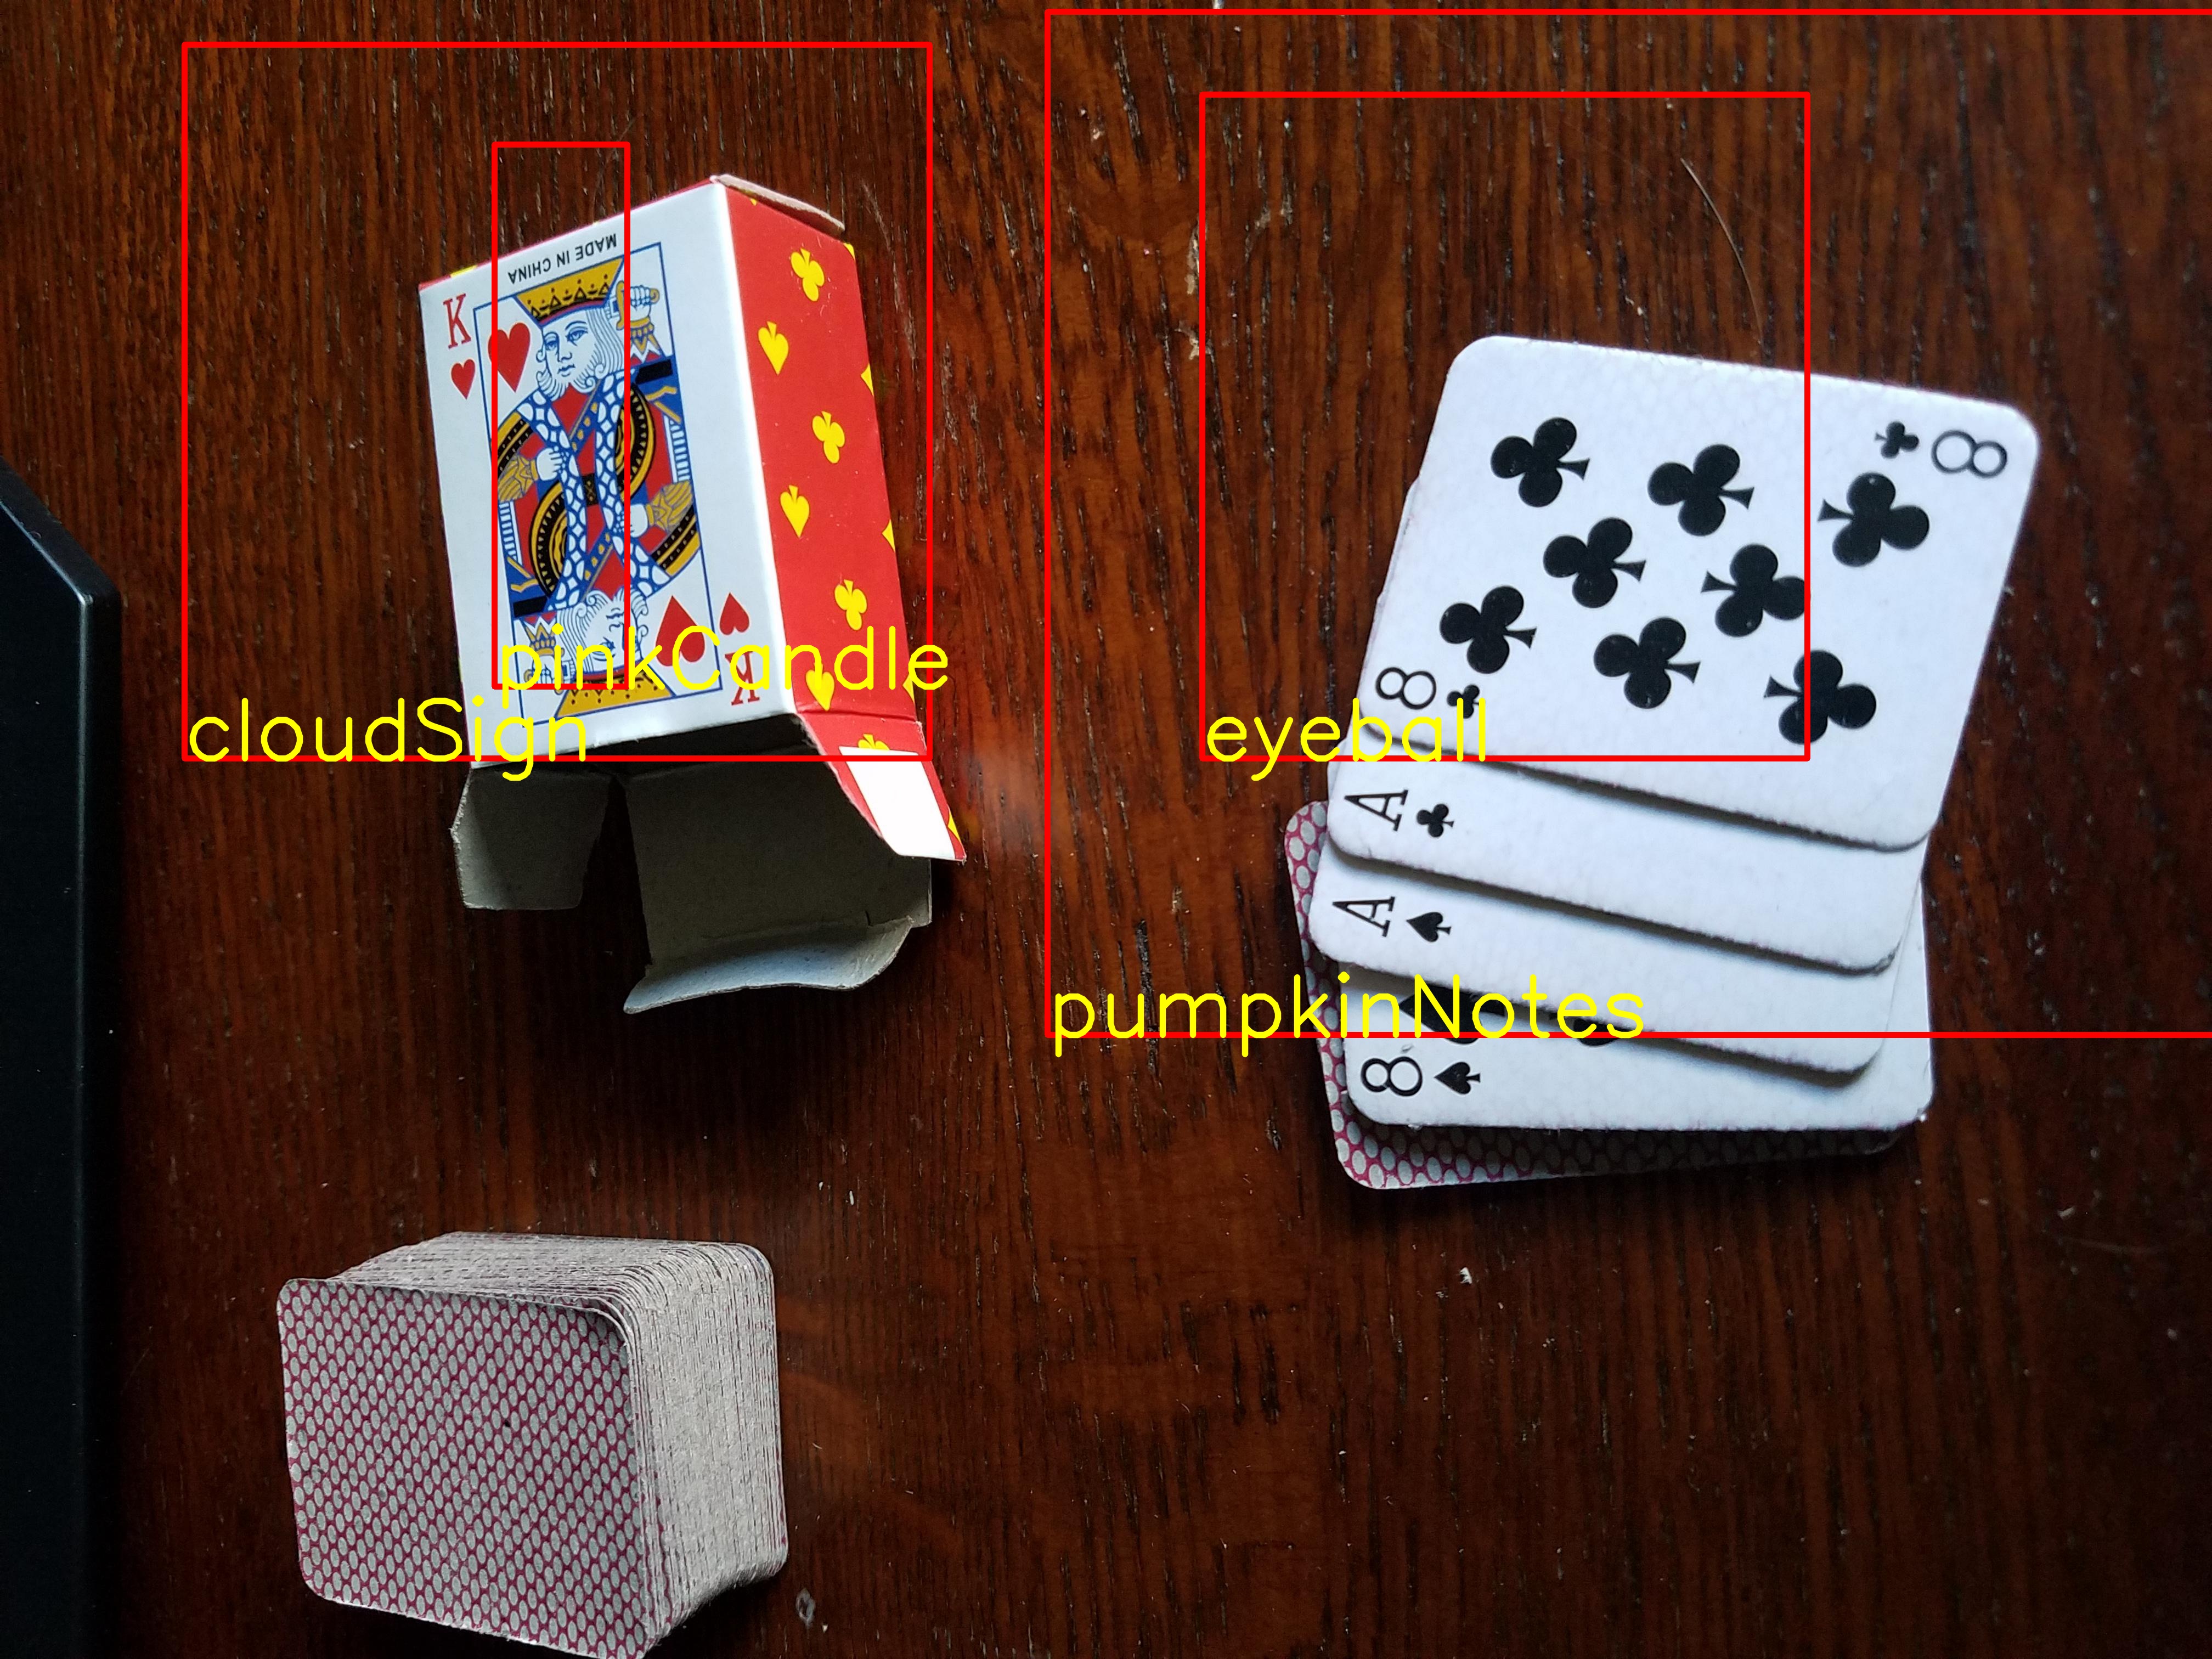 MADE IN CHINA
K
K
pinkCandle
cloudSign
8
8
eyeball
A
A
pumpkinNotes
8